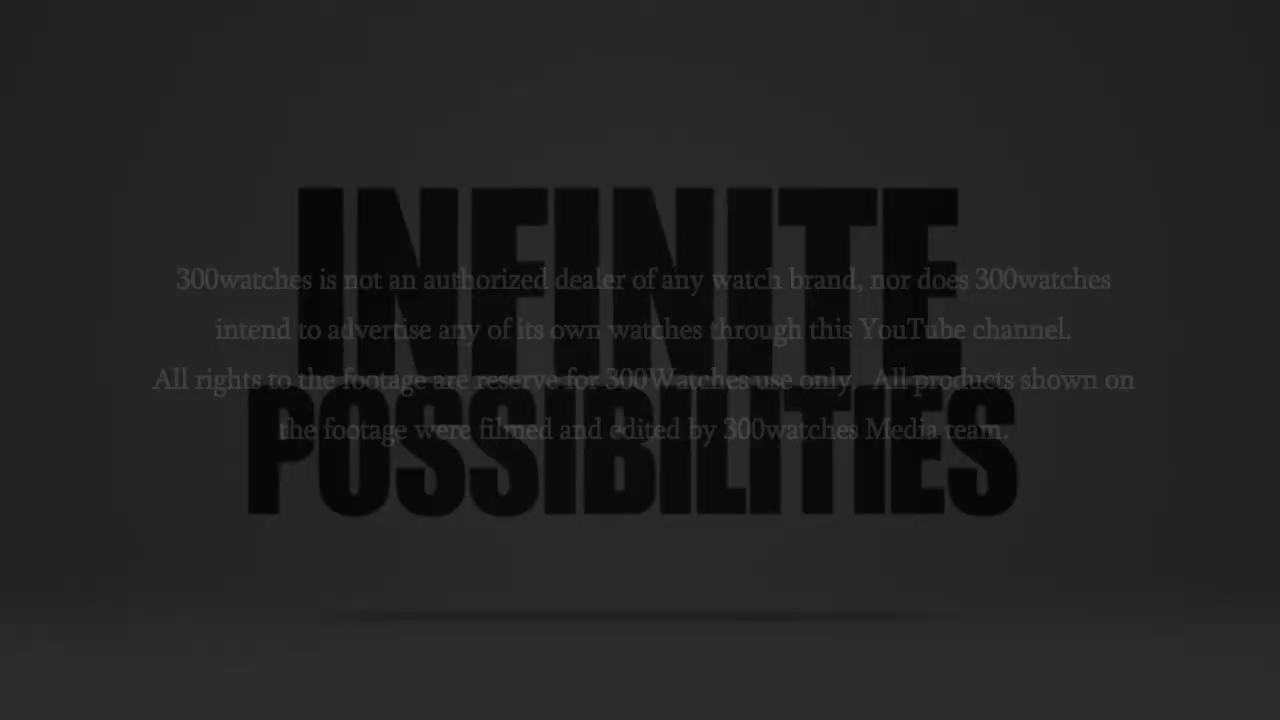 INFINITE
POSSIBILITIES
300watches is not an authorized dealer of any watch brand, nor does 300watches
intend to advertise any of its own watches through this YouTube channel.
All rights to the footage are reserve for 300Watches use only.  All products shown on
the footage were filmed and edited by 300watches Media team.